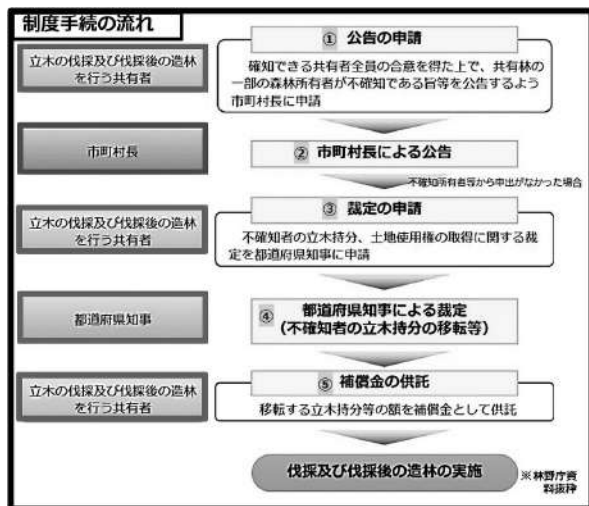 制度手続の流れ
① 公告の申請
立木の伐採及び伐採後の造林
を行う共有者
確知できる共有者全員の合意を得た上で、共有林の
一部の森林所有者が不確知である旨等を公告するよう
市町村長に申請
市町村長
② 市町村長による公告
不確知所有者等から申出がなかった場合
③ 裁定の申請
立木の伐採及び伐採後の造林
を行う共有者
不確知者の立木持分、土地使用権の取得に関する裁
定を都道府県知事に申請
都道府県知事
④ 都道府県知事による裁定
(不確知者の立木持分の移転等)
⑤ 補償金の供託
立木の伐採及び伐採後の造林
を行う共有者
移転する立木持分等の額を補償金として供託
伐採及び伐採後の造林の実施
※林野庁資
料抜粋